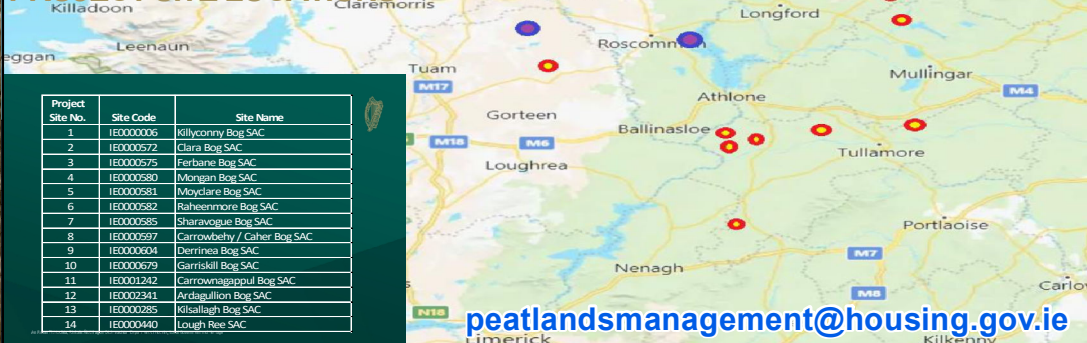 Killadoon
Claremorris
Longford
Leenaun
Roscommon
eggan
Tuam
Mullingar
M17
M4
Athlone
Gorteen
Ballinasloe
M18
M6
Tullamore
Loughrea
Portlaoise
M7
Nenagh
Carlo
M8
N18
Limerick
Kilkenny
Project Site No. Site Code Site Name
1 IE0000006 Killyconny Bog SAC
2 IE0000572 Clara Bog SAC
3 IE0000575 Ferbane Bog SAC
4 IE0000580 Mongan Bog SAC
5 IE0000581 Moyclare Bog SAC
6 IE0000582 Raheenmore Bog SAC
7 IE0000585 Sharavogue Bog SAC
8 IE0000597 Carrowbehy / Caher Bog SAC
9 IE0000604 Derrinea Bog SAC
10 IE0000679 Garriskill Bog SAC
11 IE0001242 Carrownagappul Bog SAC
12 IE0002341 Ardagullion Bog SAC
13 IE0000285 Kilsallagh Bog SAC
14 IE0000440 Lough Ree SAC
peatlandsmanagement@housing.gov.ie